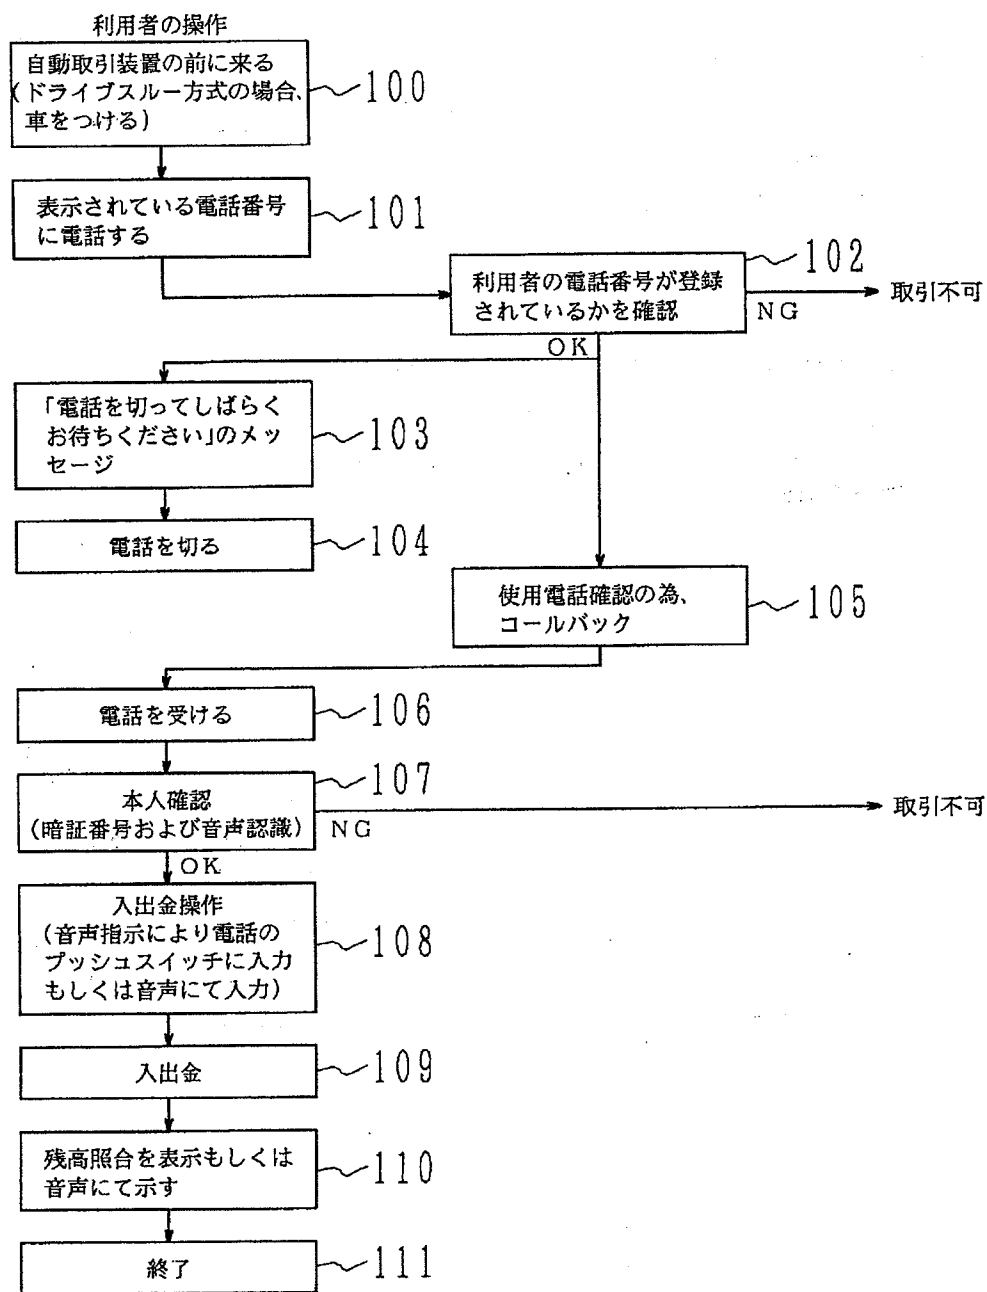 利用者の操作
自動取引装置の前に来る
(ドライブスルー方式の場合、
車をつける)
100
表示されている電話番号
に電話する
101
利用者の電話番号が登録
されているかを確認
102
NG
取引不可
OK
「電話を切ってしばらく
お待ちください」のメッ
セージ
103
電話を切る
104
使用電話確認の為、
コールバック
105
電話を受ける
106
本人確認
(暗証番号および音声認識)
107
NG
取引不可
OK
入出金操作
(音声指示により電話の
プッシュスイッチに入力
もしくは音声にて入力)
108
入出金
109
残高照合を表示もしくは
音声にて示す
110
終了
111